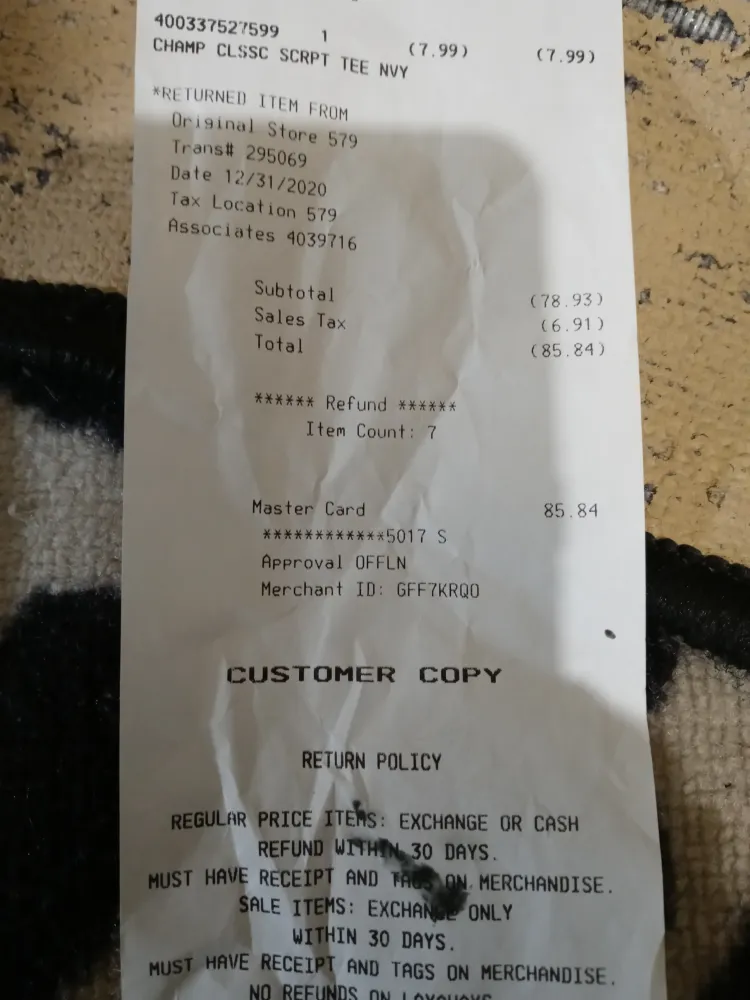 400337527599 1 (7.99) (7.99)
CHAMP CLSSC SCRPT TEE NVY
*RETURNED ITEM FROM
Original Store 579
Trans# 295069
Date 12/31/2020
Tax Location 579
Associates 4039716
Subtotal (78.93)
Sales Tax (6.91)
Total (85.84)
****** Refund ******
Item Count: 7
Master Card 85.84
************5017 S
Approval OFFLN
Merchant ID: GFF7KRQ0
CUSTOMER COPY
RETURN POLICY
REGULAR PRICE ITEMS: EXCHANGE OR CASH
REFUND WITHIN 30 DAYS.
MUST HAVE RECEIPT AND TAGS ON MERCHANDISE.
SALE ITEMS: EXCHANGE ONLY
WITHIN 30 DAYS.
MUST HAVE RECEIPT AND TAGS ON MERCHANDISE.
NO REFUNDS ON LAYAWAYS